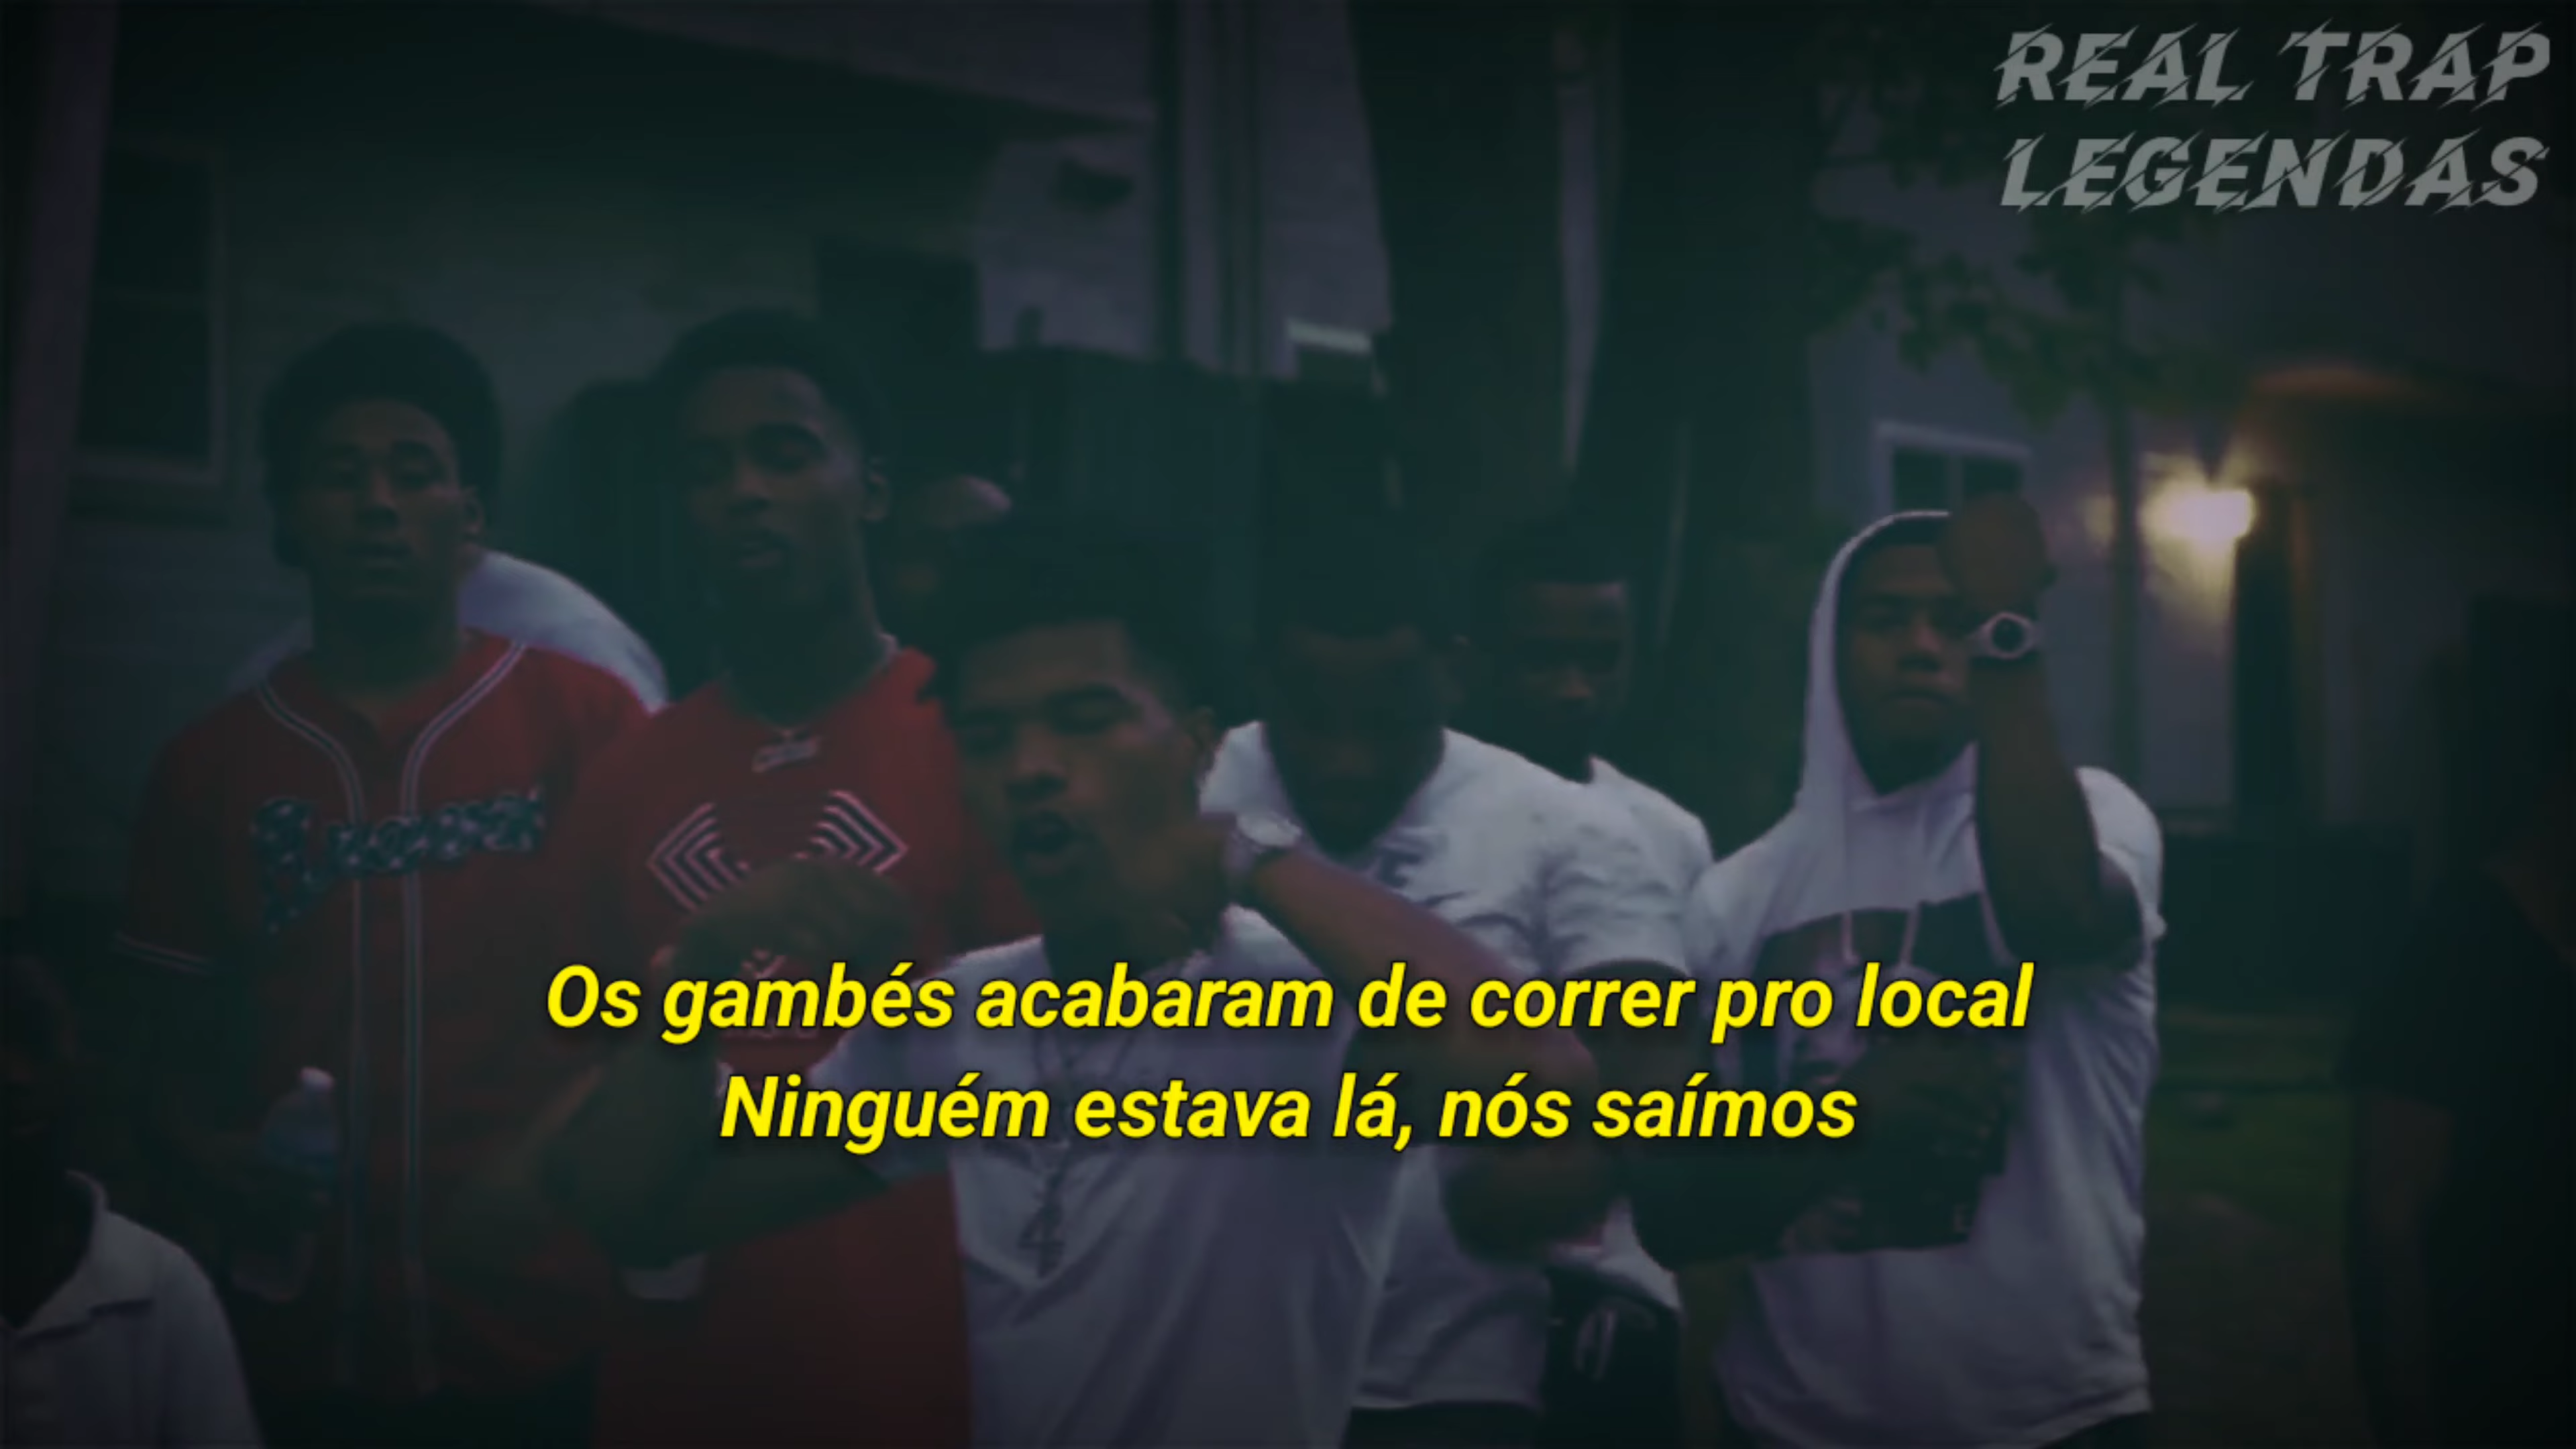 REAL TRAP
LEGENDAS
Os gambés acabaram de correr pro local
Ninguém estava lá, nós saímos